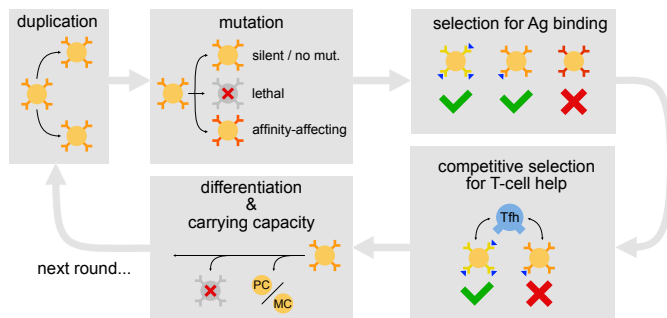 duplication
mutation
silent / no mut.
lethal
affinity-affecting
selection for Ag binding
competitive selection
for T-cell help
Tfh
differentiation
&
carrying capacity
PC
MC
next round...